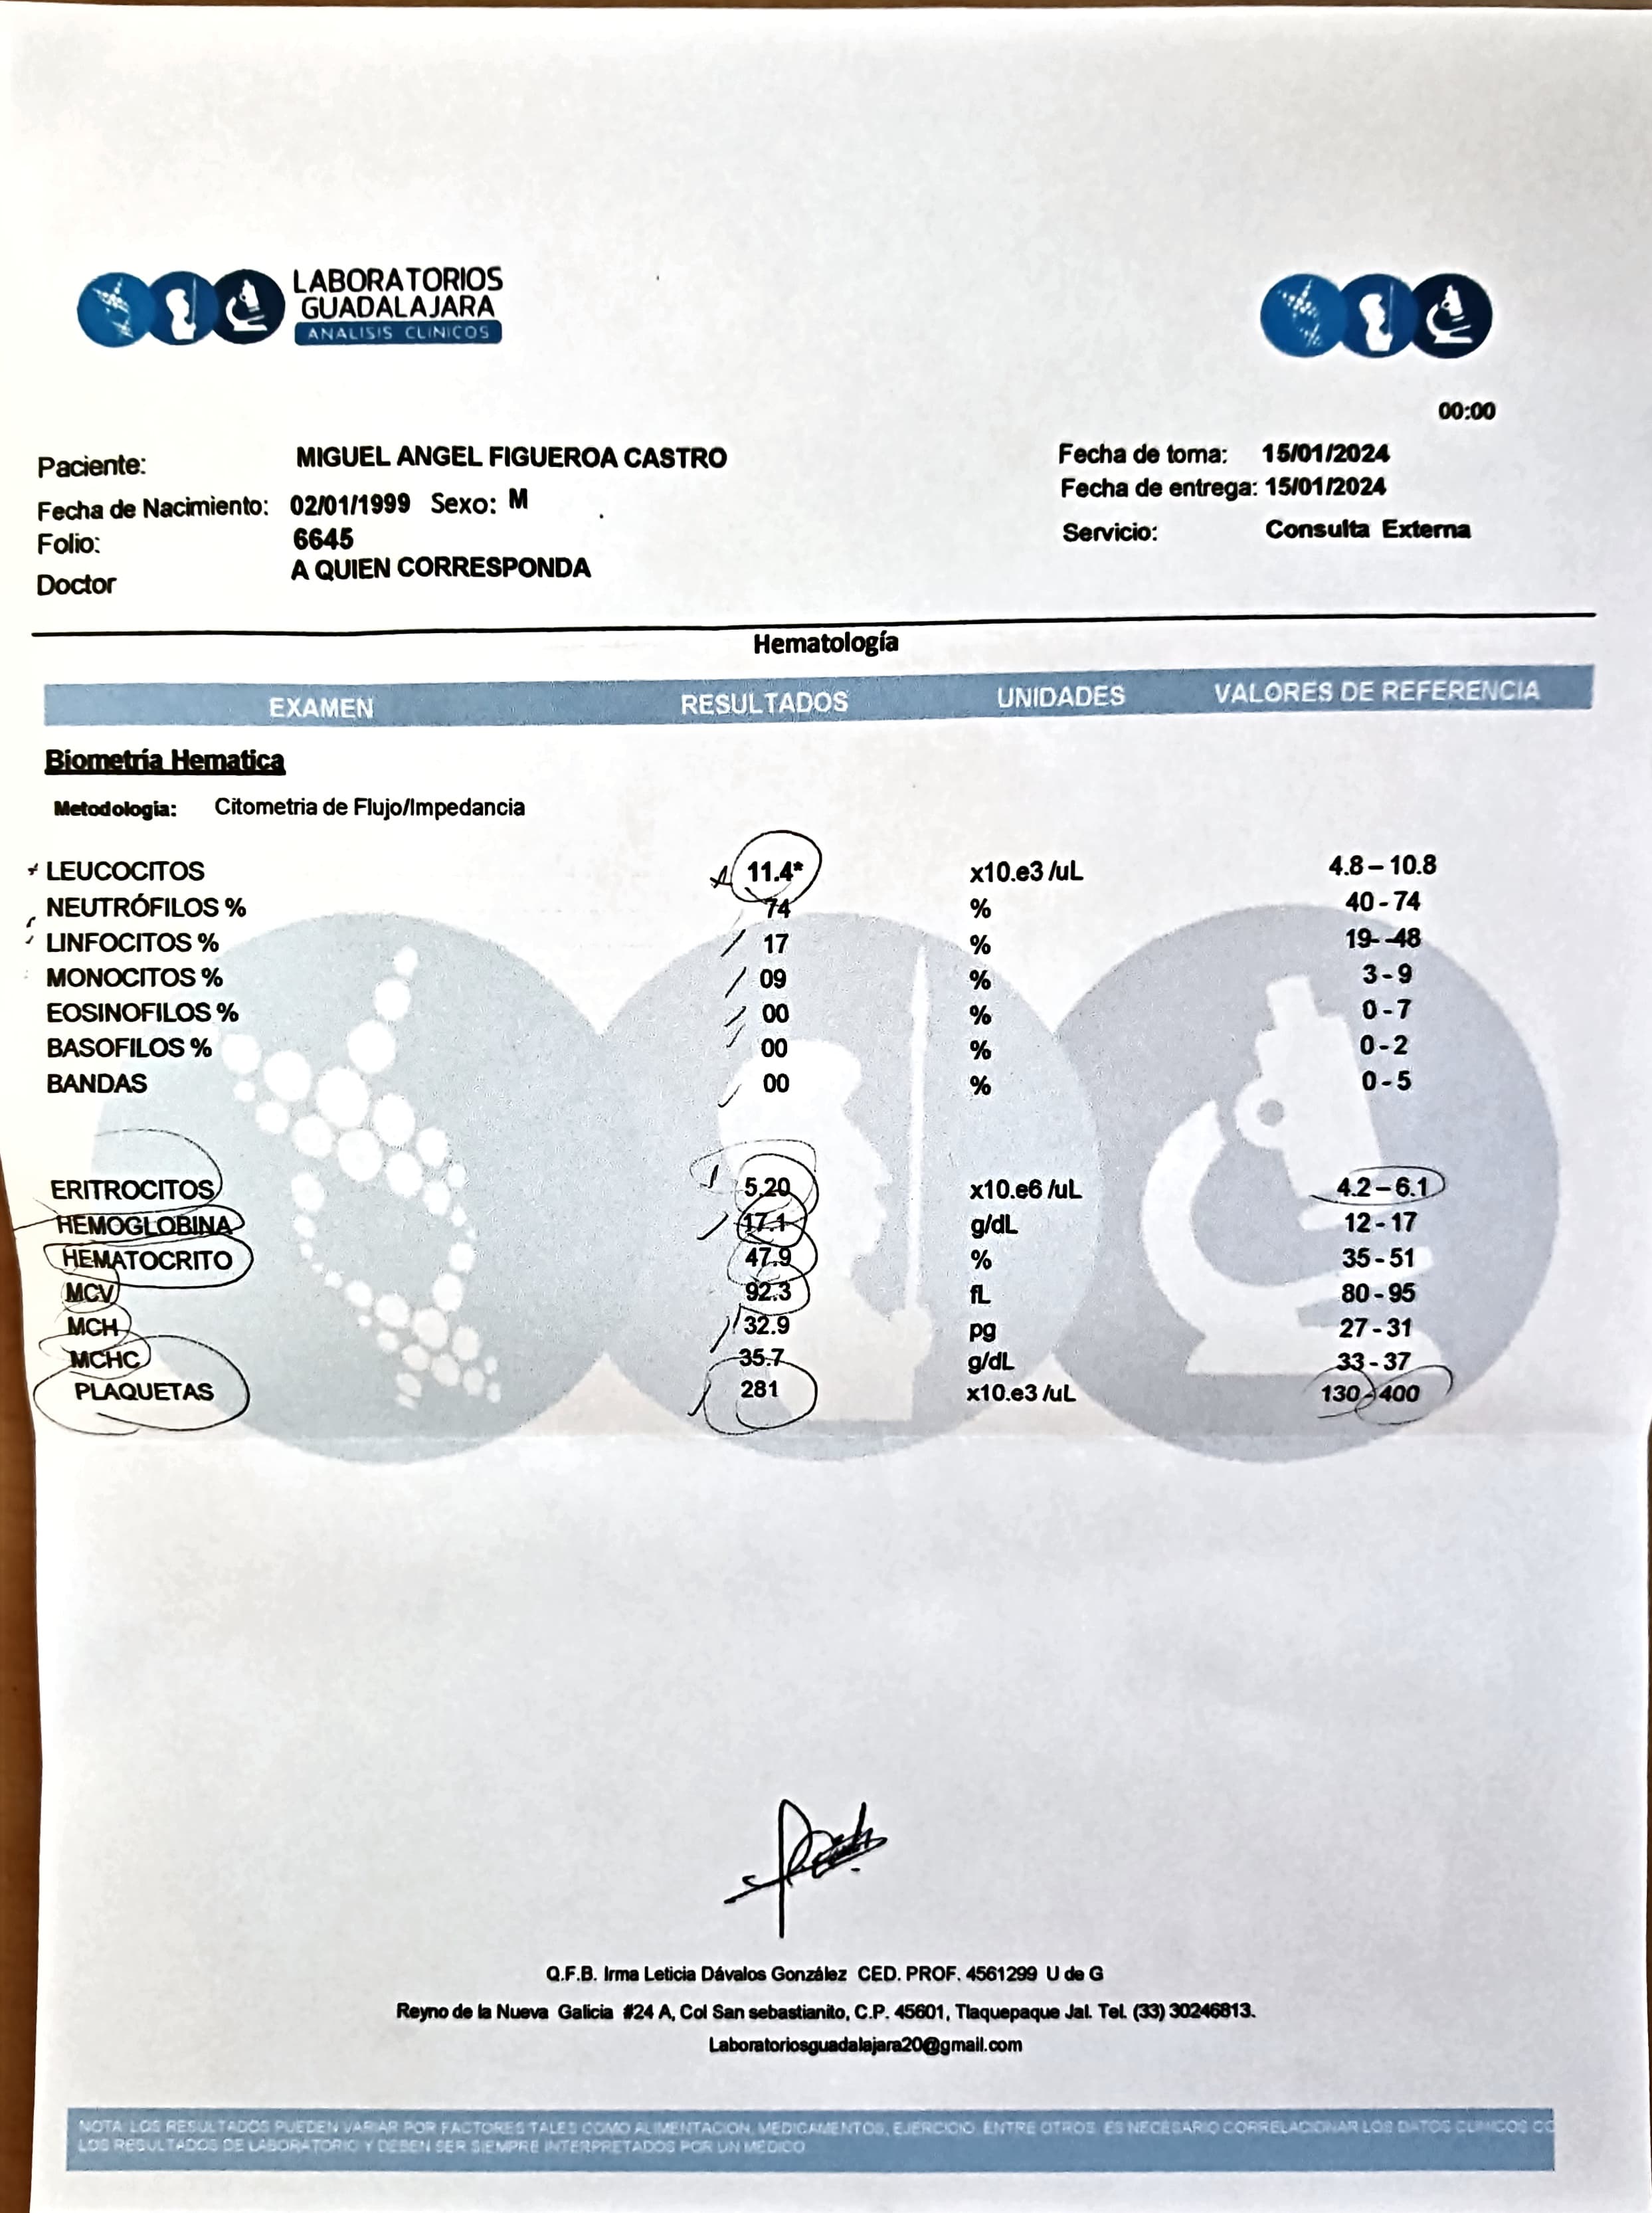 LABORATORIOS
GUADALAJARA
ANALISIS CLINICOS
00:00
Paciente: MIGUEL ANGEL FIGUEROA CASTRO Fecha de toma: 15/01/2024
Fecha de Nacimiento: 02/01/1999 Sexo: M Fecha de entrega: 15/01/2024
Folio: 6645 Servicio: Consulta Externa
Doctor A QUIEN CORRESPONDA
Hematología
EXAMEN RESULTADOS UNIDADES VALORES DE REFERENCIA
Biometría Hematica
Metodologia: Citometria de Flujo/Impedancia
LEUCOCITOS 11.4* x10.e3 /uL 4.8 – 10.8
NEUTRÓFILOS % 74 % 40 - 74
LINFOCITOS % 17 % 19- -48
MONOCITOS % 09 % 3 - 9
EOSINOFILOS % 00 % 0 - 7
BASOFILOS % 00 % 0 - 2
BANDAS 00 % 0 - 5
ERITROCITOS 5.20 x10.e6 /uL 4.2 – 6.1
HEMOGLOBINA 17.1 g/dL 12 - 17
HEMATOCRITO 47.9 % 35 - 51
MCV 92.3 fL 80 - 95
MCH 32.9 pg 27 - 31
MCHC 35.7 g/dL 33 - 37
PLAQUETAS 281 x10.e3 /uL 130 - 400
Q.F.B. Irma Leticia Dávalos González CED. PROF. 4561299 U de G
Reyno de la Nueva Galicia #24 A, Col San sebastianito, C.P. 45601, Tlaquepaque Jal. Tel. (33) 30246813.
Laboratoriosguadalajara20@gmail.com
NOTA: LOS RESULTADOS PUEDEN VARIAR POR FACTORES TALES COMO ALIMENTACION, MEDICAMENTOS, EJERCICIO, ENTRE OTROS. ES NECESARIO CORRELACIONAR LOS DATOS CLINICOS CO
LOS RESULTADOS DE LABORATORIO Y DEBEN SER SIEMPRE INTERPRETADOS POR UN MEDICO